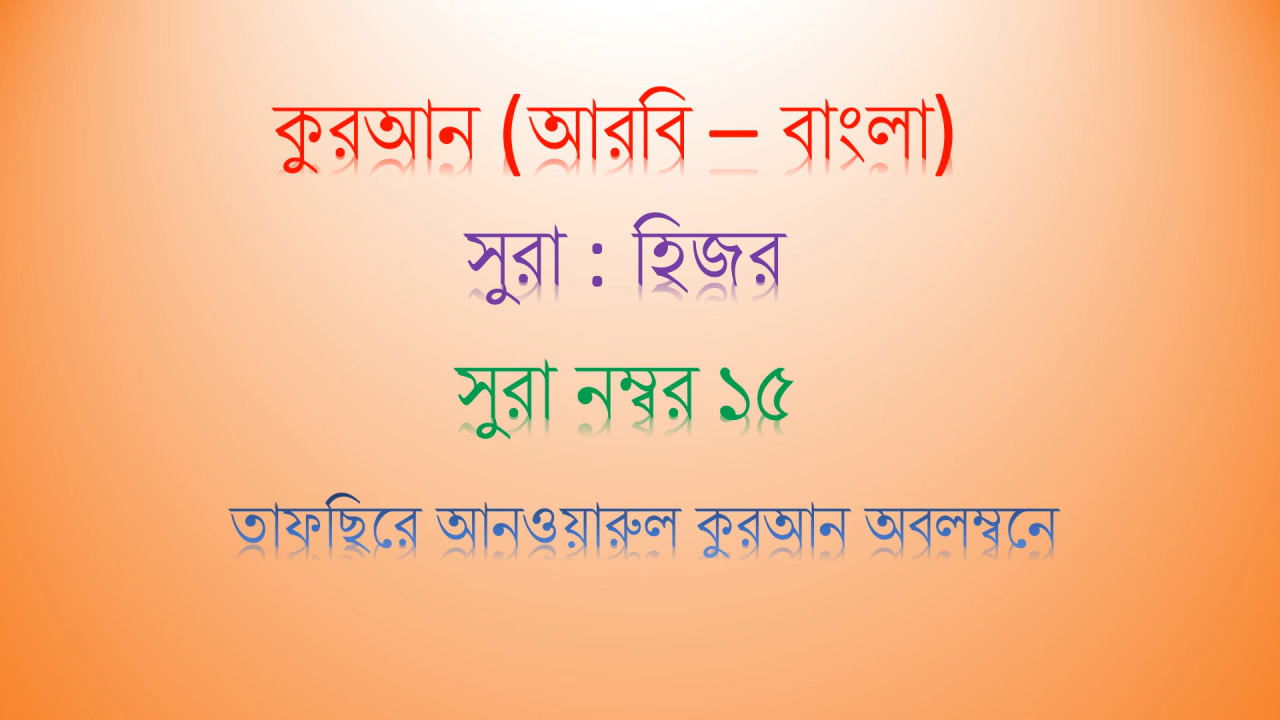 কুরআন (আরবি – বাংলা)
সুরা : হিজর
সুরা নম্বর ১৫
তাফছিরে আনওয়ারুল কুরআন অবলম্বনে